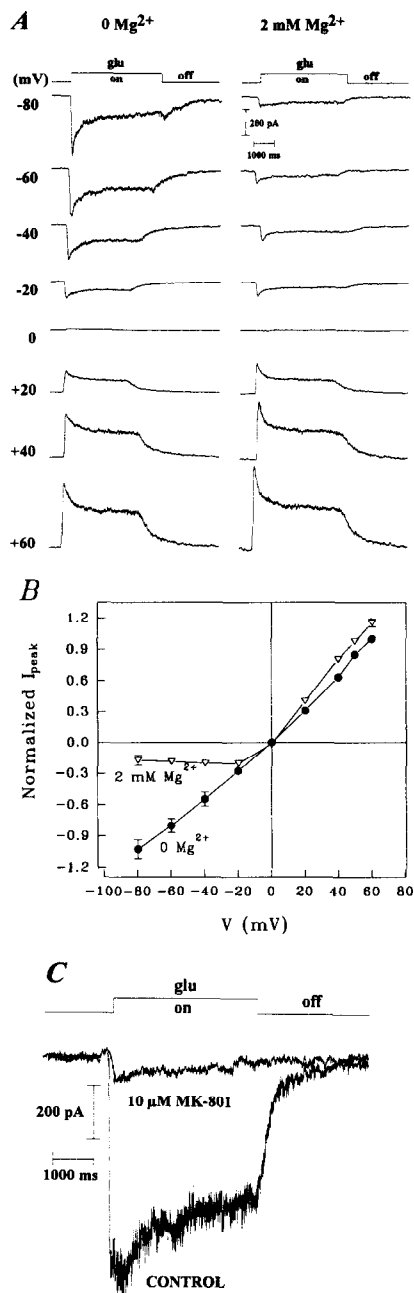 A
0 Mg²⁺ 2 mM Mg²⁺
glu glu
(mV) on off on off
-80
200 pA
1000 ms
-60
-40
-20
0
+20
+40
+60
B
Normalized I peak
1.2
0.9
0.6
0.3
0.0
-0.3
-0.6
-0.9
-1.2
2 mM Mg²⁺
0 Mg²⁺
-100 -80 -60 -40 -20 0 20 40 60 80
V (mV)
C
glu
on off
10 µM MK-801
200 pA
1000 ms
CONTROL